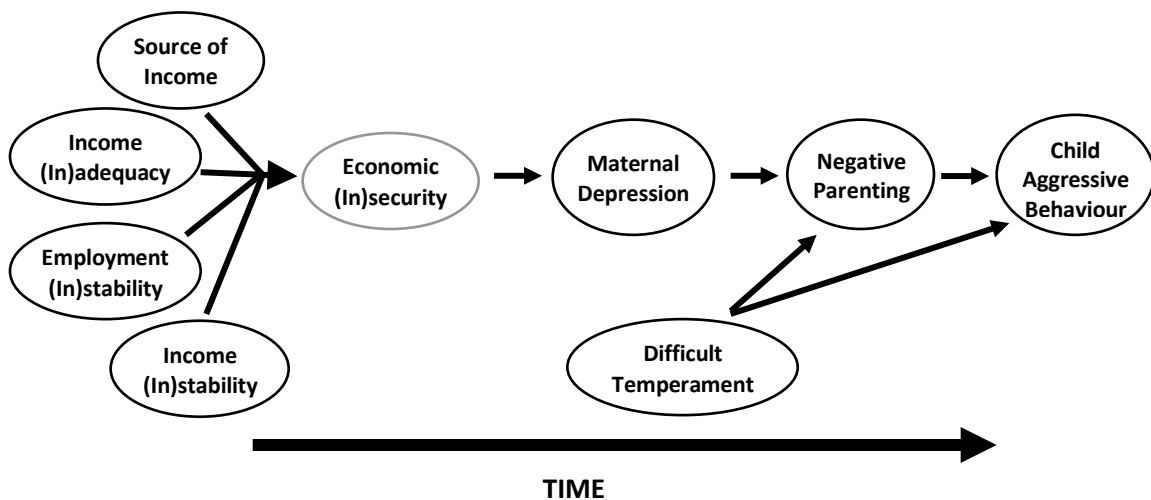 Source of
Income
Income
(In)adequacy
Employment
(In)stability
Income
(In)stability
Economic
(In)security
Maternal
Depression
Negative
Parenting
Child
Aggressive
Behaviour
Difficult
Temperament
TIME